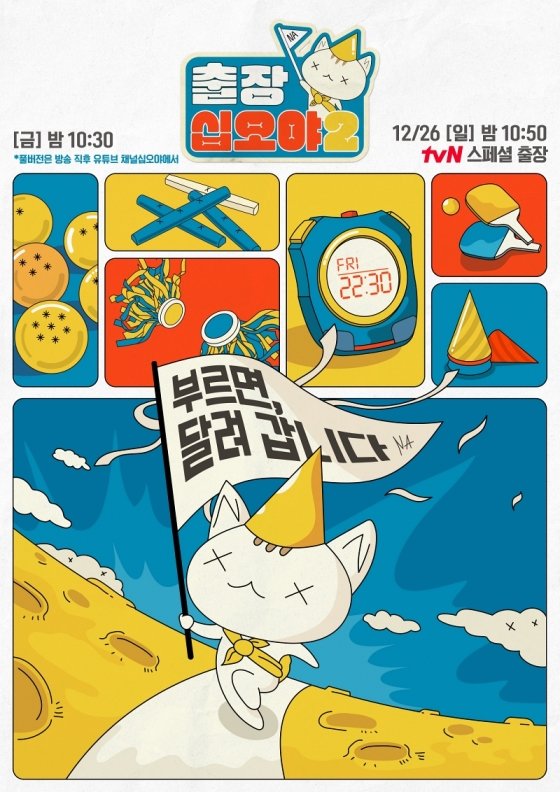 NA
출장
십오야2
[금] 밤 10:30
*풀버전은 방송 직후 유튜브 채널십오야에서
12/26 [일] 밤 10:50
tvN 스페셜 출장
FRI
22:30
부르면,
달려 갑니다
NA